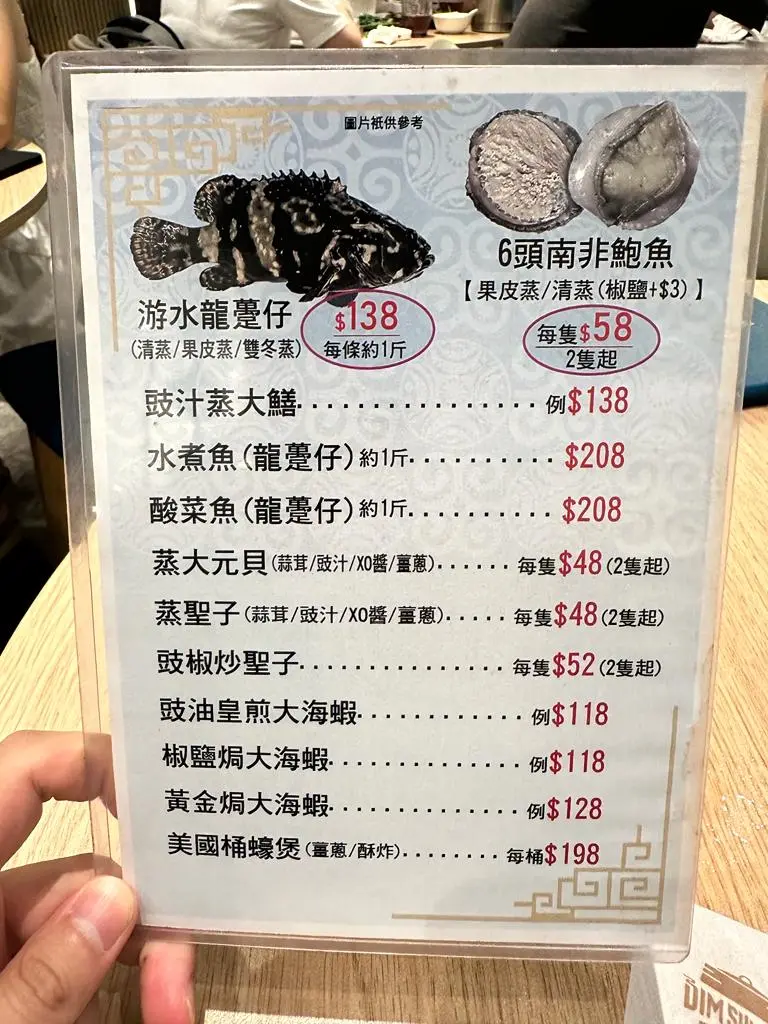 圖片衹供參考
6頭南非鮑魚
【果皮蒸/清蒸(椒鹽+$3)】
每隻$58
2隻起
游水龍躉仔
(清蒸/果皮蒸/雙冬蒸)
$138
每條約1斤
豉汁蒸大鱔................例$138
水煮魚(龍躉仔)約1斤..........$208
酸菜魚(龍躉仔)約1斤..........$208
蒸大元貝(蒜茸/豉汁/XO醬/薑蔥)......每隻$48(2隻起)
蒸聖子(蒜茸/豉汁/XO醬/薑蔥).....每隻$48(2隻起)
豉椒炒聖子..............每隻$52(2隻起)
豉油皇煎大海蝦...........例$118
椒鹽焗大海蝦.............例$118
黃金焗大海蝦.............例$128
美國桶蠔煲(薑蔥/酥炸)........每桶$198
DIM